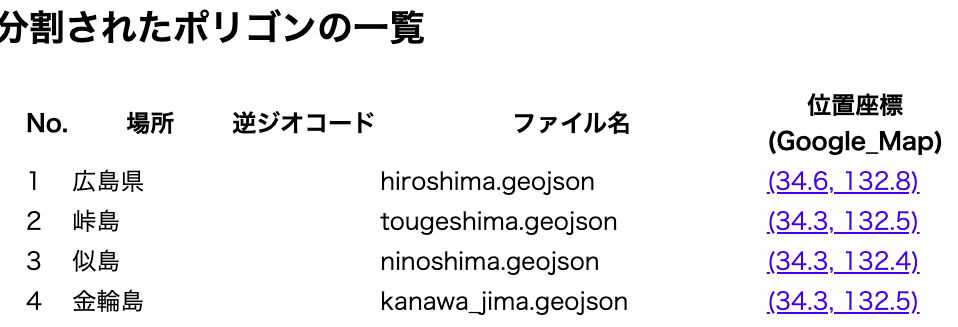 分割されたポリゴンの一覧
No. 場所 逆ジオコード ファイル名 位置座標
(Google_Map)
1 広島県 hiroshima.geojson (34.6, 132.8)
2 峠島 tougeshima.geojson (34.3, 132.5)
3 似島 ninoshima.geojson (34.3, 132.4)
4 金輪島 kanawa_jima.geojson (34.3, 132.5)